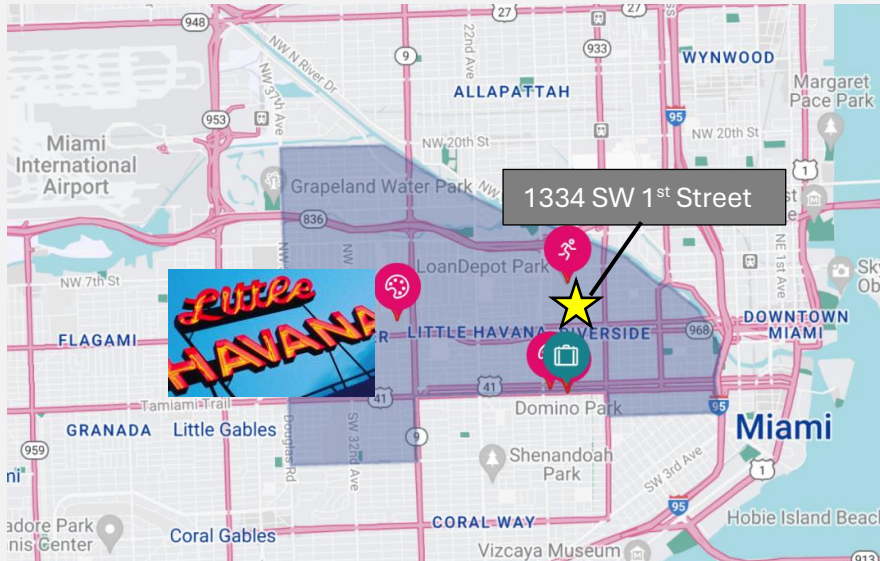 948
27
27
WYNWOOD
9
22nd Ave
933
NW N River Dr
ALLAPATTAH
Margaret
Pace Park
953
NW 37th Ave
95
NW 20th St
NW 20th St
Miami
International
Airport
1
Grapeland Water Park
NW
1334 SW 1st Street
836
NE 1st Ave
LoanDepot Park
NW 7th St
Little
HAVANA
LITTLE HAVANA
RIVERSIDE
968
DOWNTOWN
MIAMI
FLAGAMI
41
41
Tamiami Trail
Domino Park
95
GRANADA
Little Gables
Douglas Rd
SW 32nd Ave
9
Miami
959
Shenandoah
Park
SW 3rd Ave
1
95
CORAL WAY
Hobie Island Beach
Coral Gables
Vizcaya Museum
913